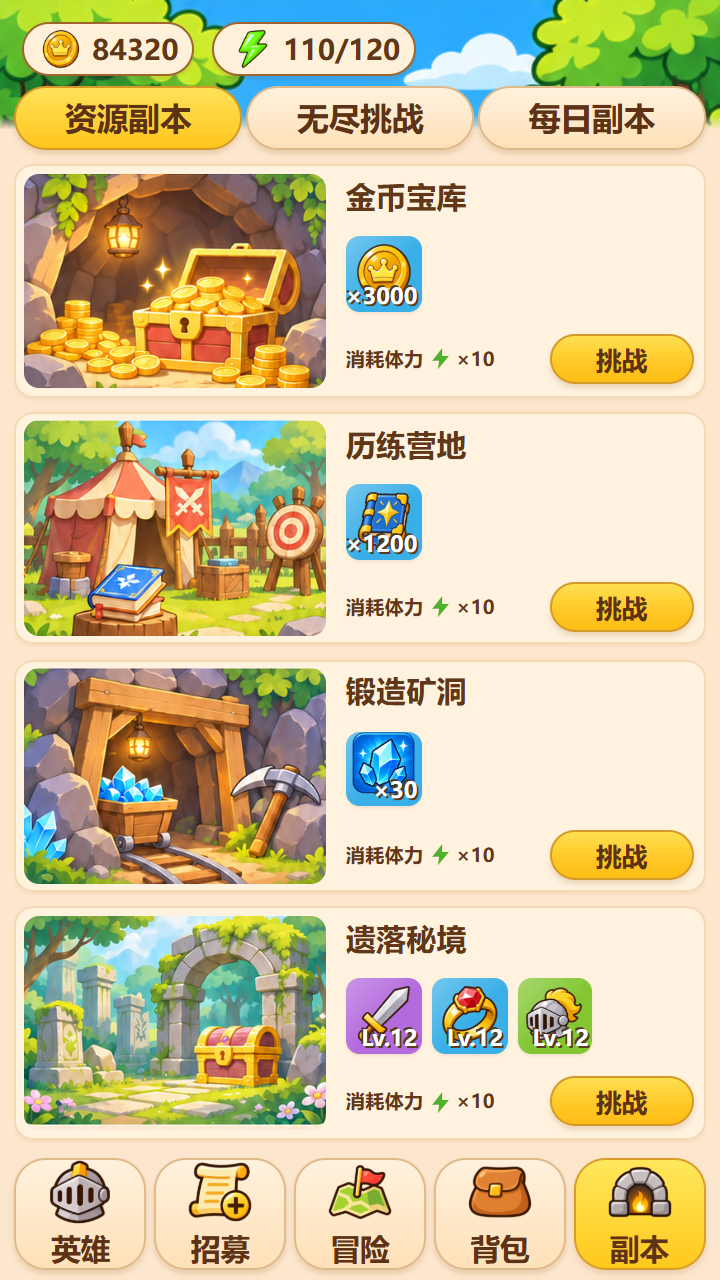 84320
110/120
资源副本
无尽挑战
每日副本
金币宝库
×3000
消耗体力 ×10
挑战
历练营地
×1200
消耗体力 ×10
挑战
锻造矿洞
×30
消耗体力 ×10
挑战
遗落秘境
Lv.12
Lv.12
Lv.12
消耗体力 ×10
挑战
英雄
招募
冒险
背包
副本